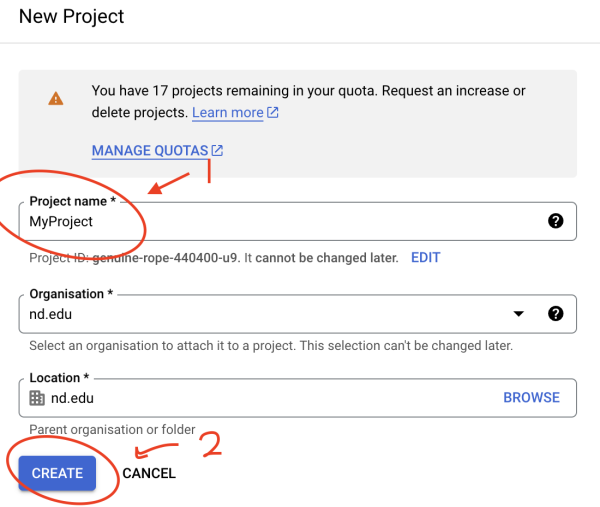 New Project
You have 17 projects remaining in your quota. Request an increase or
delete projects. Learn more
MANAGE QUOTAS
1
Project name *
MyProject
Project ID: genuine-rope-440400-u9. It cannot be changed later. EDIT
Organisation *
nd.edu
Select an organisation to attach it to a project. This selection can't be changed later.
Location *
nd.edu BROWSE
Parent organisation or folder
2
CREATE CANCEL